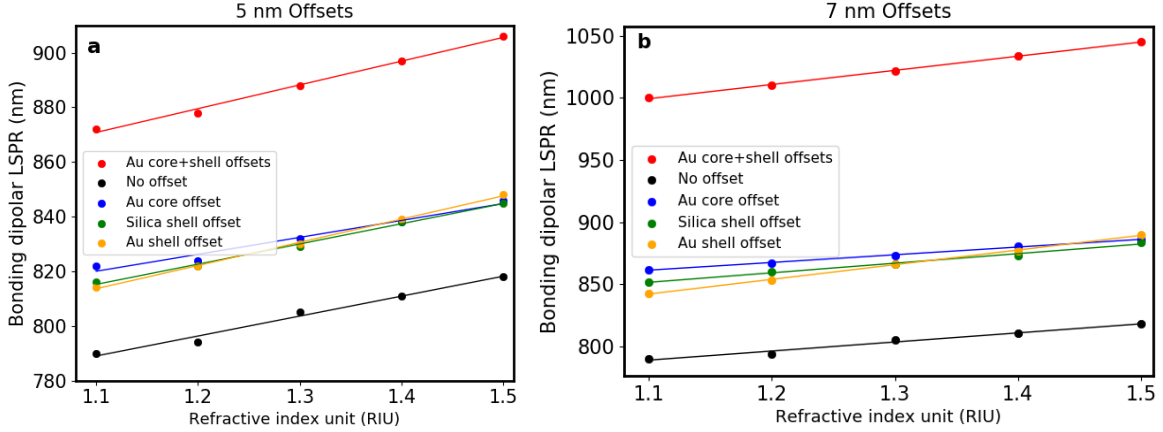 5 nm Offsets
a
Bonding dipolar LSPR (nm)
900
880
860
840
820
800
780
Au core+shell offsets
No offset
Au core offset
Silica shell offset
Au shell offset
1.1 1.2 1.3 1.4 1.5
Refractive index unit (RIU)
7 nm Offsets
b
Bonding dipolar LSPR (nm)
1050
1000
950
900
850
800
Au core+shell offsets
No offset
Au core offset
Silica shell offset
Au shell offset
1.1 1.2 1.3 1.4 1.5
Refractive index unit (RIU)